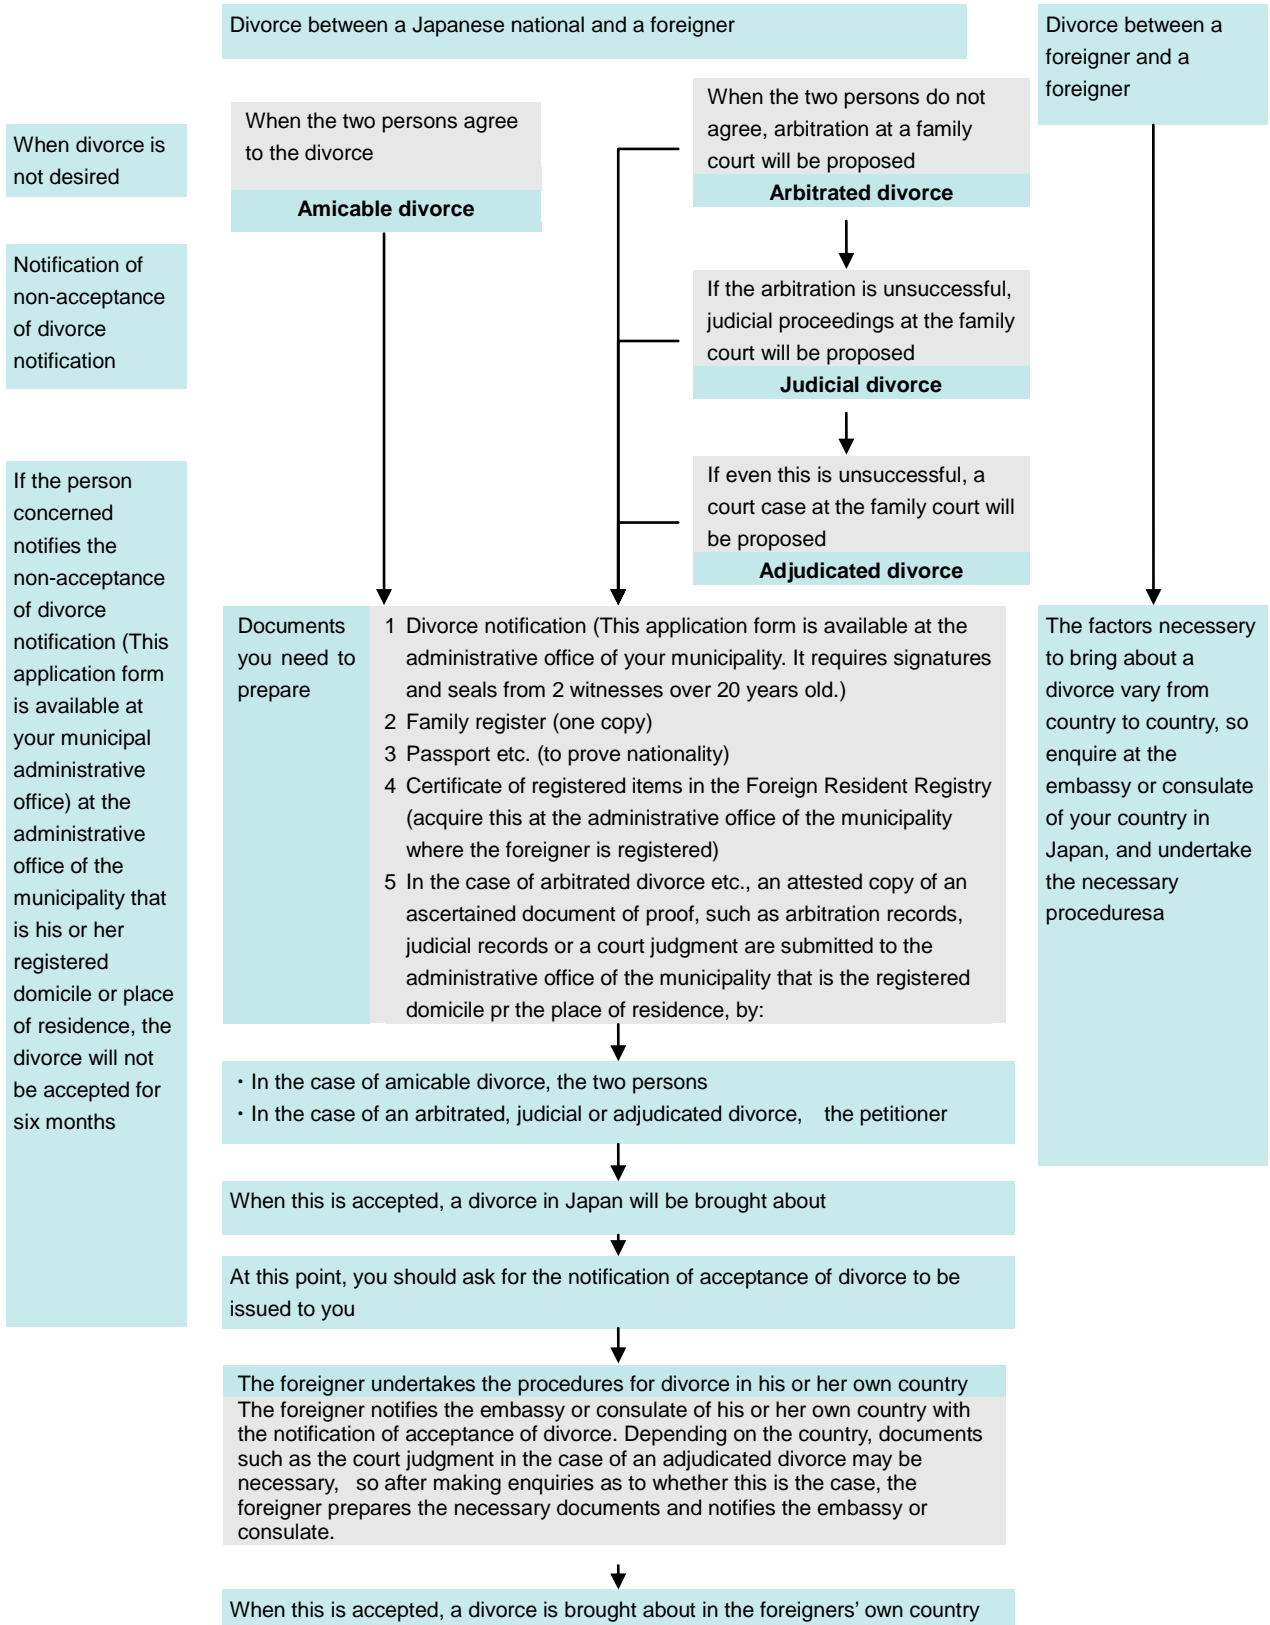 Divorce between a Japanese national and a foreigner
Divorce between a
foreigner and a
foreigner
When divorce is
not desired
When the two persons agree
to the divorce
Amicable divorce
When the two persons do not
agree, arbitration at a family
court will be proposed
Arbitrated divorce
Notification of
non-acceptance
of divorce
notification
If the arbitration is unsuccessful,
judicial proceedings at the family
court will be proposed
Judicial divorce
If even this is unsuccessful, a
court case at the family court will
be proposed
Adjudicated divorce
If the person
concerned
notifies the
non-acceptance
of divorce
notification (This
application form
is available at
your municipal
administrative
office) at the
administrative
office of the
municipality that
is his or her
registered
domicile or place
of residence, the
divorce will not
be accepted for
six months
Documents
you need to
prepare
1 Divorce notification (This application form is available at the
administrative office of your municipality. It requires signatures
and seals from 2 witnesses over 20 years old.)
2 Family register (one copy)
3 Passport etc. (to prove nationality)
4 Certificate of registered items in the Foreign Resident Registry
(acquire this at the administrative office of the municipality
where the foreigner is registered)
5 In the case of arbitrated divorce etc., an attested copy of an
ascertained document of proof, such as arbitration records,
judicial records or a court judgment are submitted to the
administrative office of the municipality that is the registered
domicile pr the place of residence, by:
The factors necessery
to bring about a
divorce vary from
country to country, so
enquire at the
embassy or consulate
of your country in
Japan, and undertake
the necessary
proceduresa
・In the case of amicable divorce, the two persons
・In the case of an arbitrated, judicial or adjudicated divorce, the petitioner
When this is accepted, a divorce in Japan will be brought about
At this point, you should ask for the notification of acceptance of divorce to be
issued to you
The foreigner undertakes the procedures for divorce in his or her own country
The foreigner notifies the embassy or consulate of his or her own country with
the notification of acceptance of divorce. Depending on the country, documents
such as the court judgment in the case of an adjudicated divorce may be
necessary, so after making enquiries as to whether this is the case, the
foreigner prepares the necessary documents and notifies the embassy or
consulate.
When this is accepted, a divorce is brought about in the foreigners' own country